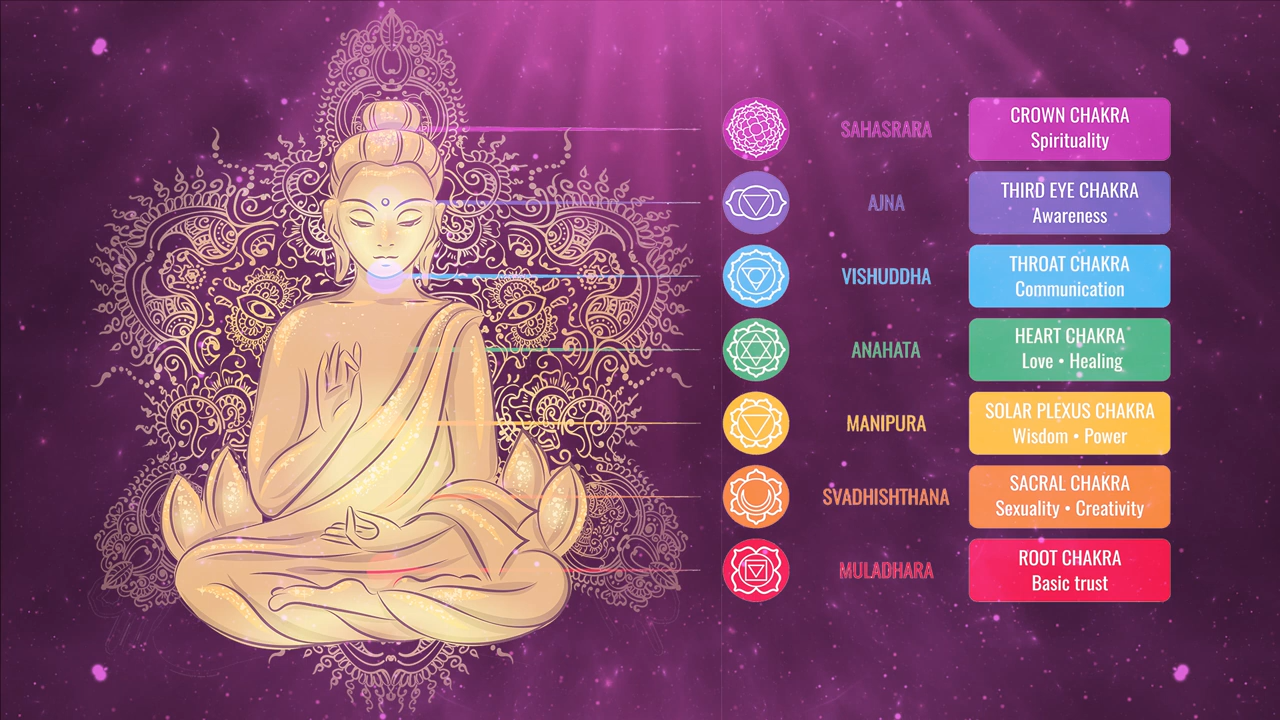 SAHASRARA
CROWN CHAKRA
Spirituality
AJNA
THIRD EYE CHAKRA
Awareness
VISHUDDHA
THROAT CHAKRA
Communication
ANAHATA
HEART CHAKRA
Love • Healing
MANIPURA
SOLAR PLEXUS CHAKRA
Wisdom • Power
SVADHISHTHANA
SACRAL CHAKRA
Sexuality • Creativity
MULADHARA
ROOT CHAKRA
Basic trust